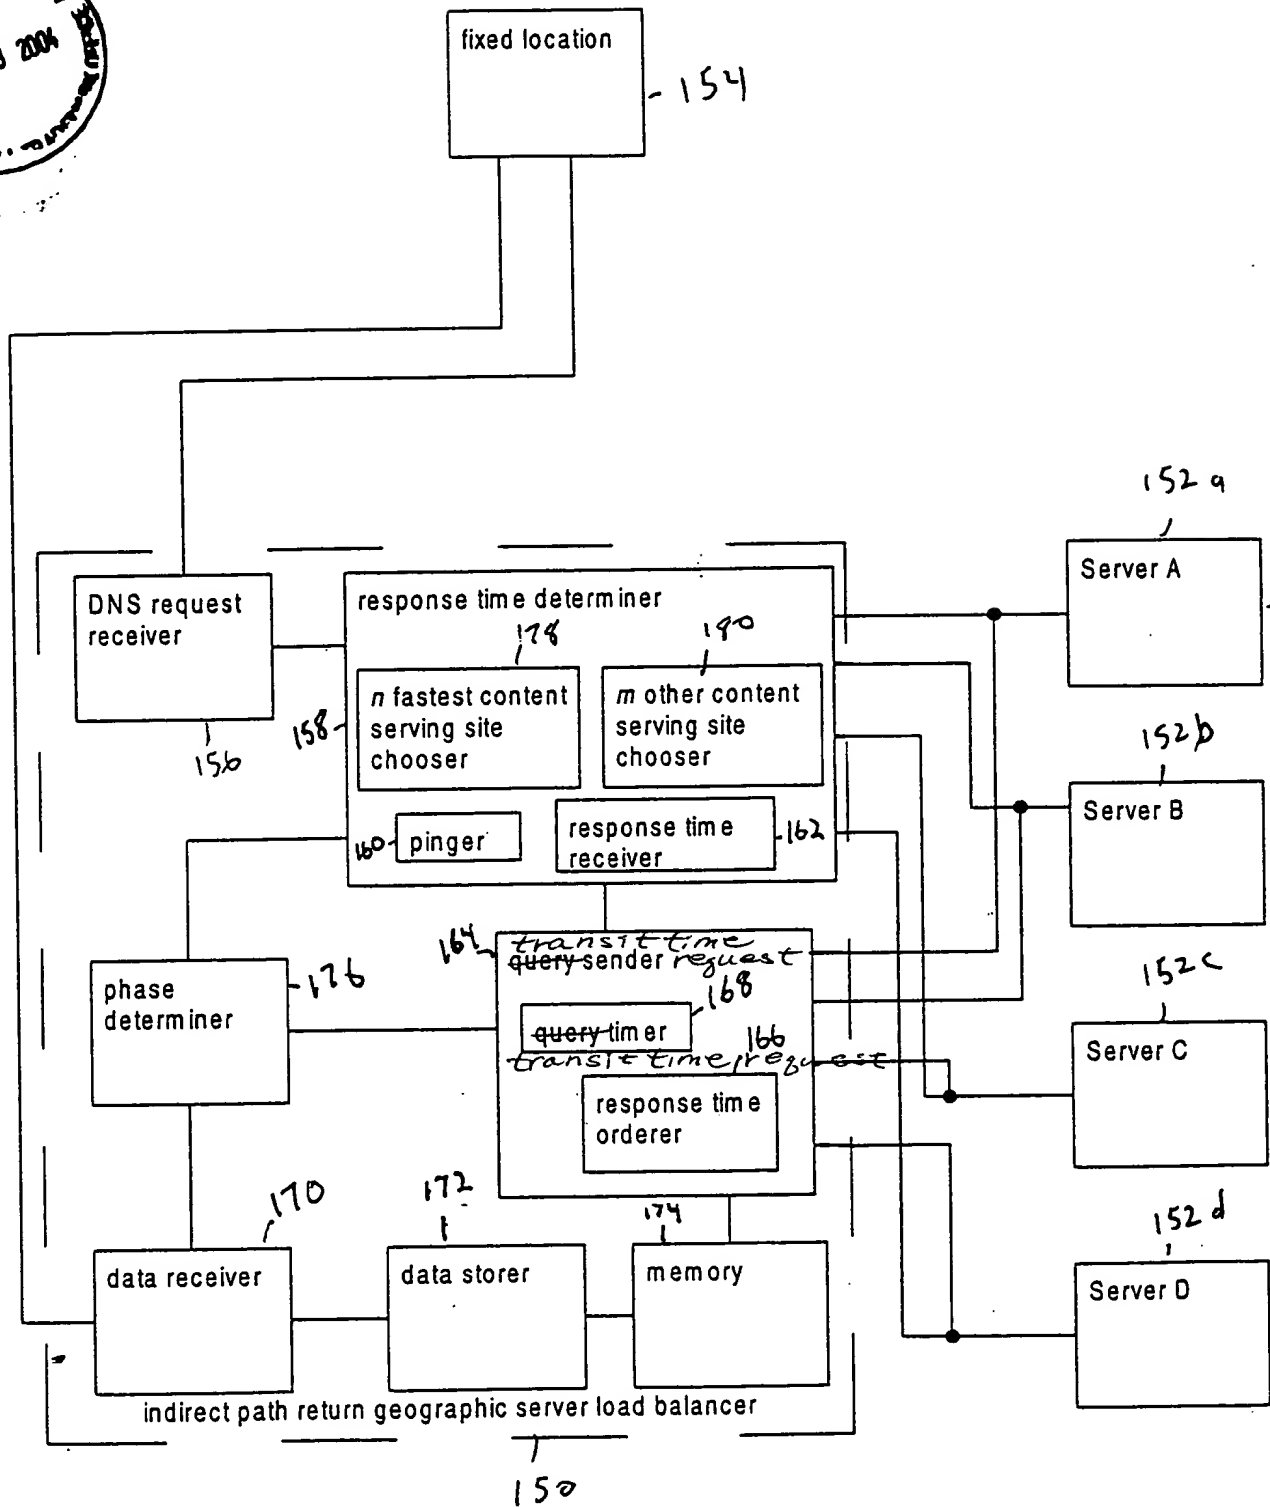 2004
fixed location
154
152a
Server A
DNS request
receiver
156
response time determiner
178
180
n fastest content
serving site
chooser
m other content
serving site
chooser
158
160
pinger
response time
receiver
162
152b
Server B
164
transit time
query sender request
168
query timer
166
transit time request
response time
orderer
phase
determiner
176
152c
Server C
170
172
174
data receiver
data storer
memory
152d
Server D
indirect path return geographic server load balancer
150